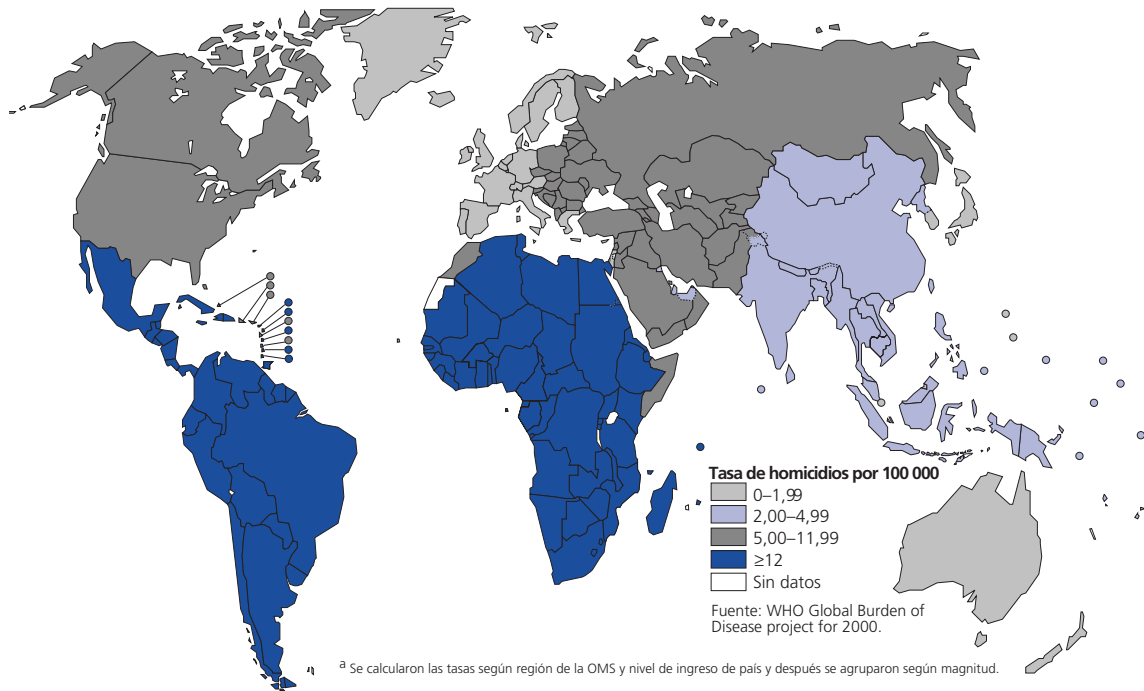 Tasa de homicidios por 100 000
0–1,99
2,00–4,99
5,00–11,99
≥12
Sin datos
Fuente: WHO Global Burden of
Disease project for 2000.
a Se calcularon las tasas según región de la OMS y nivel de ingreso de país y después se agruparon según magnitud.